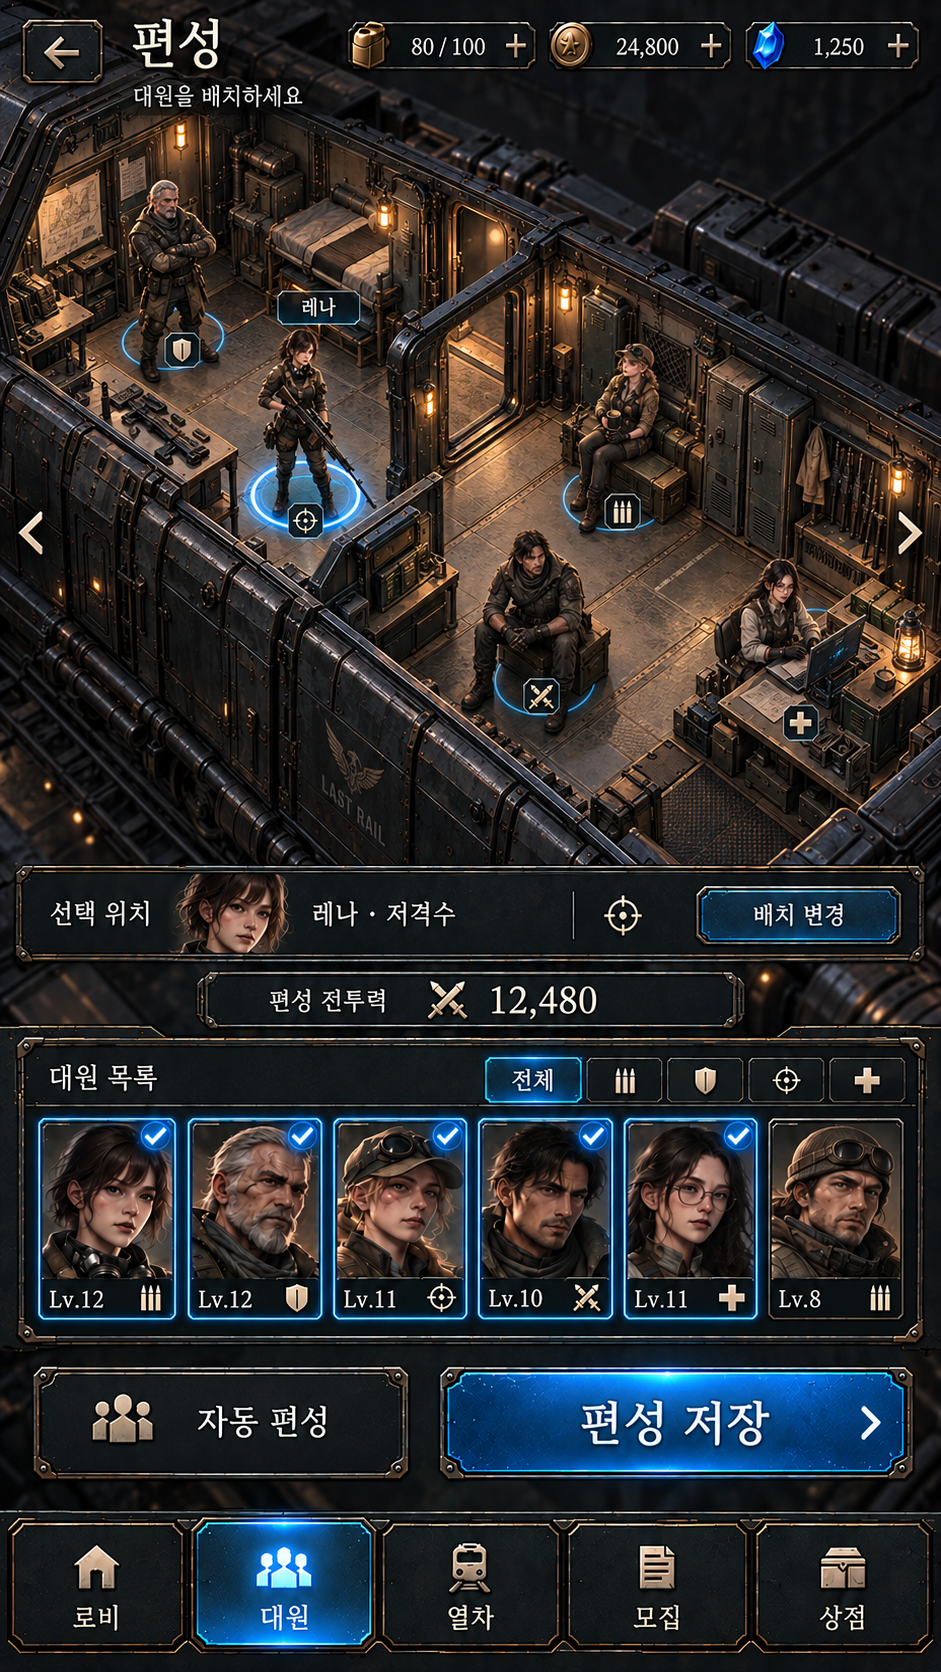 편성
80 / 100
24,800
1,250
대원을 배치하세요
레나
LAST RAIL
선택 위치
레나 · 저격수
배치 변경
편성 전투력
12,480
대원 목록
전체
Lv.12
Lv.12
Lv.11
Lv.10
Lv.11
Lv.8
자동 편성
편성 저장
로비
대원
열차
모집
상점